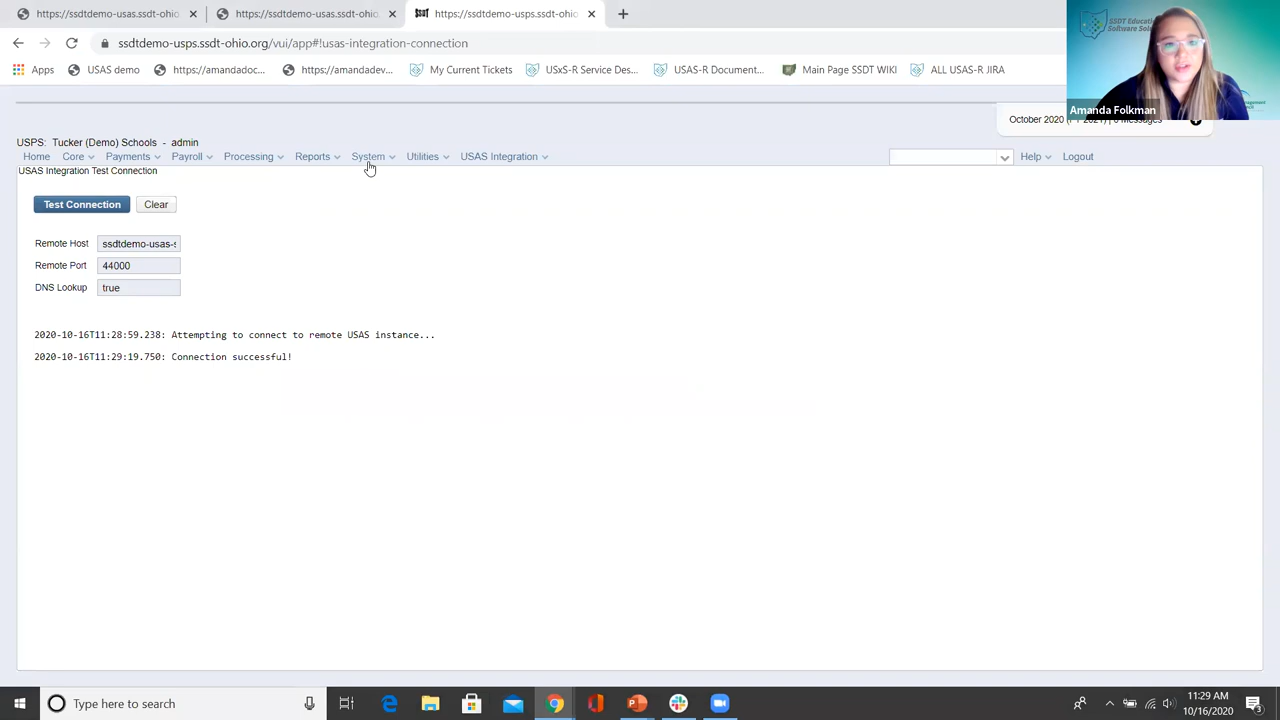 https://ssdtdemo-usas.ssdt-ohio
https://ssdtdemo-usas.ssdt-ohio.
https://ssdtdemo-usps.ssdt-ohio
ssdtdemo-usps.ssdt-ohio.org/vui/app#!usas-integration-connection
Apps
USAS demo
https://amandadoc...
https://amandadev...
My Current Tickets
USxS-R Service Des...
USAS-R Document...
Main Page SSDT WIKI
ALL USAS-R JIRA
SSDT Educa
Software Solu
Amanda Folkman
October 2020
USPS: Tucker (Demo) Schools - admin
Home Core Payments Payroll Processing Reports System Utilities USAS Integration Help Logout
USAS Integration Test Connection
Test Connection Clear
Remote Host ssdtdemo-usas-s
Remote Port 44000
DNS Lookup true
2020-10-16T11:28:59.238: Attempting to connect to remote USAS instance...
2020-10-16T11:29:19.750: Connection successful!
Type here to search
11:29 AM
10/16/2020